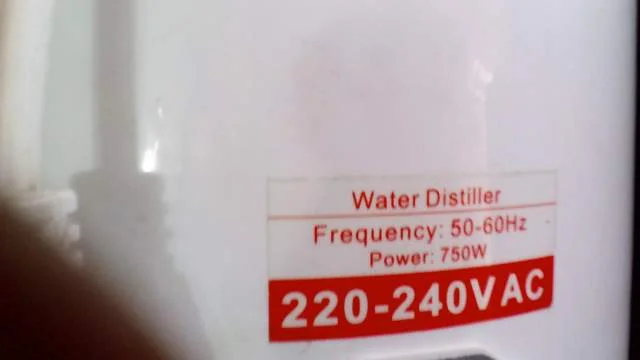 Water Distiller
Frequency: 50-60Hz
Power: 750W
220-240VAC